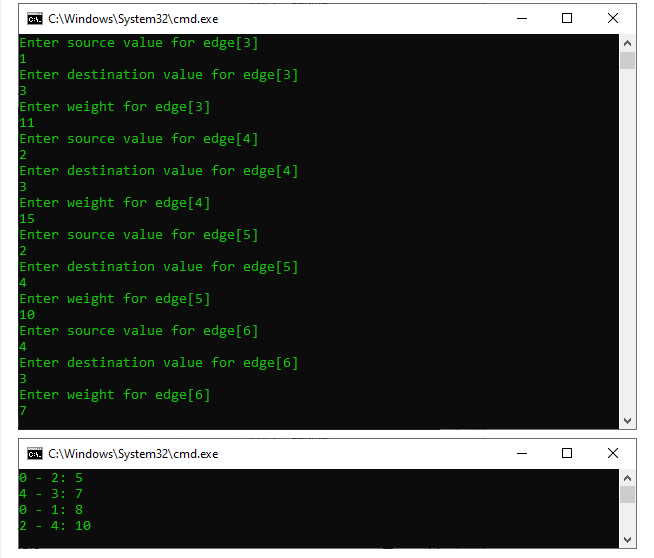 C:\Windows\System32\cmd.exe
Enter source value for edge[3]
1
Enter destination value for edge[3]
3
Enter weight for edge[3]
11
Enter source value for edge[4]
2
Enter destination value for edge[4]
3
Enter weight for edge[4]
15
Enter source value for edge[5]
2
Enter destination value for edge[5]
4
Enter weight for edge[5]
10
Enter source value for edge[6]
4
Enter destination value for edge[6]
3
Enter weight for edge[6]
7
C:\Windows\System32\cmd.exe
0 - 2: 5
4 - 3: 7
0 - 1: 8
2 - 4: 10